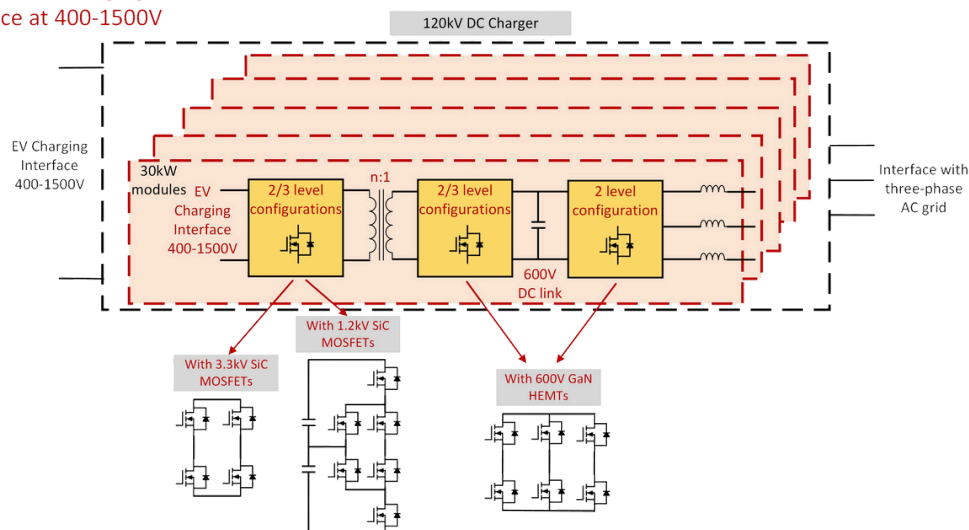 ce at 400-1500V
120kV DC Charger
EV Charging
Interface
400-1500V
30kW
modules
EV
Charging
Interface
400-1500V
2/3 level
configurations
n:1
2/3 level
configurations
2 level
configuration
600V
DC link
Interface with
three-phase
AC grid
With 1.2kV SiC
MOSFETs
With 3.3kV SiC
MOSFETs
With 600V GaN
HEMTs